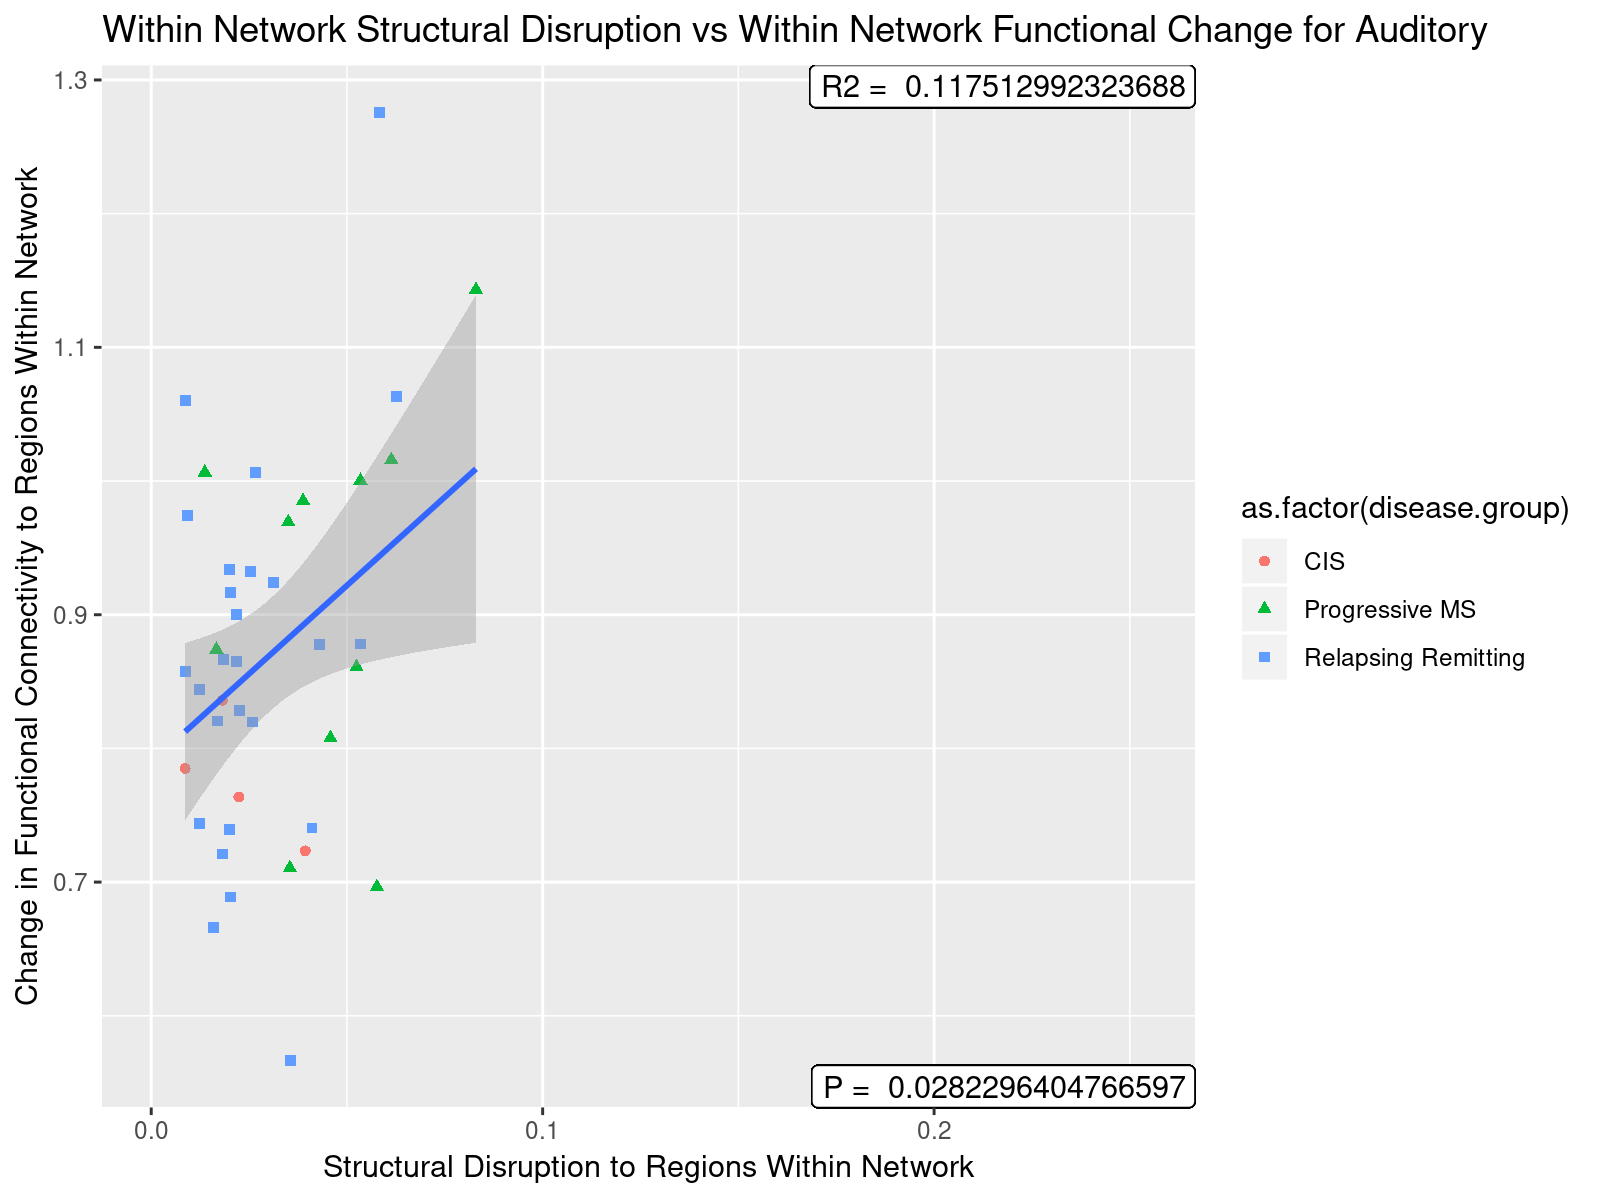 Within Network Structural Disruption vs Within Network Functional Change for Auditory
R2 =  0.117512992323688
Change in Functional Connectivity to Regions Within Network
1.3
1.1
0.9
0.7
as.factor(disease.group)
CIS
Progressive MS
Relapsing Remitting
P =  0.0282296404766597
0.0
0.1
0.2
Structural Disruption to Regions Within Network